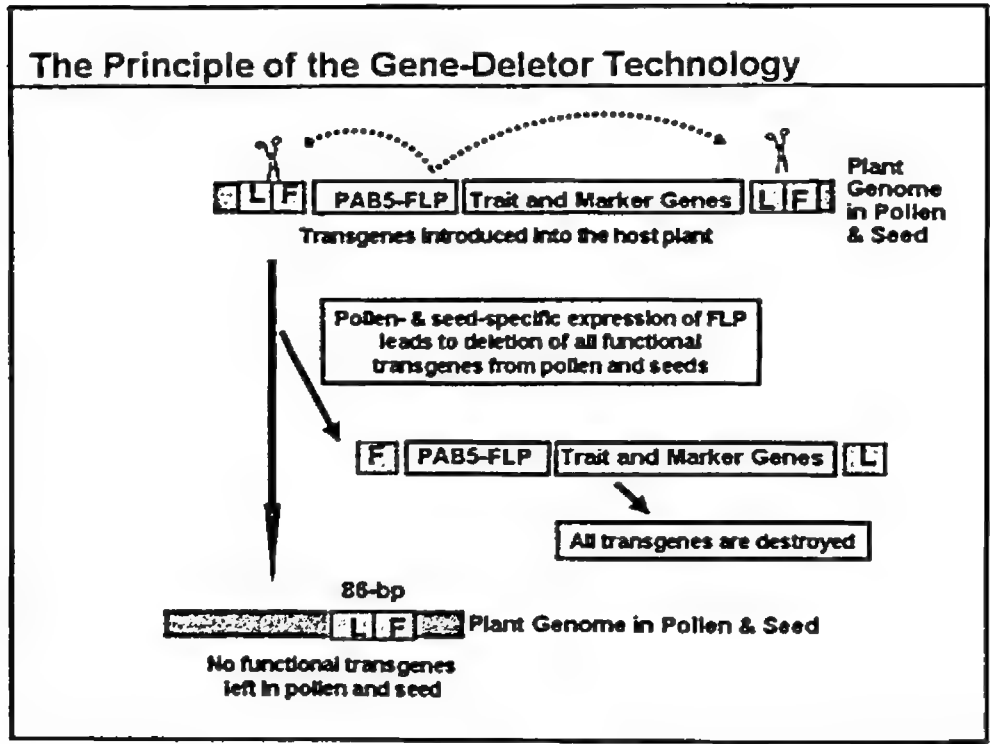 The Principle of the Gene-Deletor Technology
L F PAB5-FLP Trait and Marker Genes L F
Plant
Genome
in Pollen
& Seed
Transgenes introduced into the host plant
Pollen- & seed-specific expression of FLP
leads to deletion of all functional
transgenes from pollen and seeds
F PAB5-FLP Trait and Marker Genes L
All transgenes are destroyed
86-bp
L F Plant Genome in Pollen & Seed
No functional transgenes
left in pollen and seed